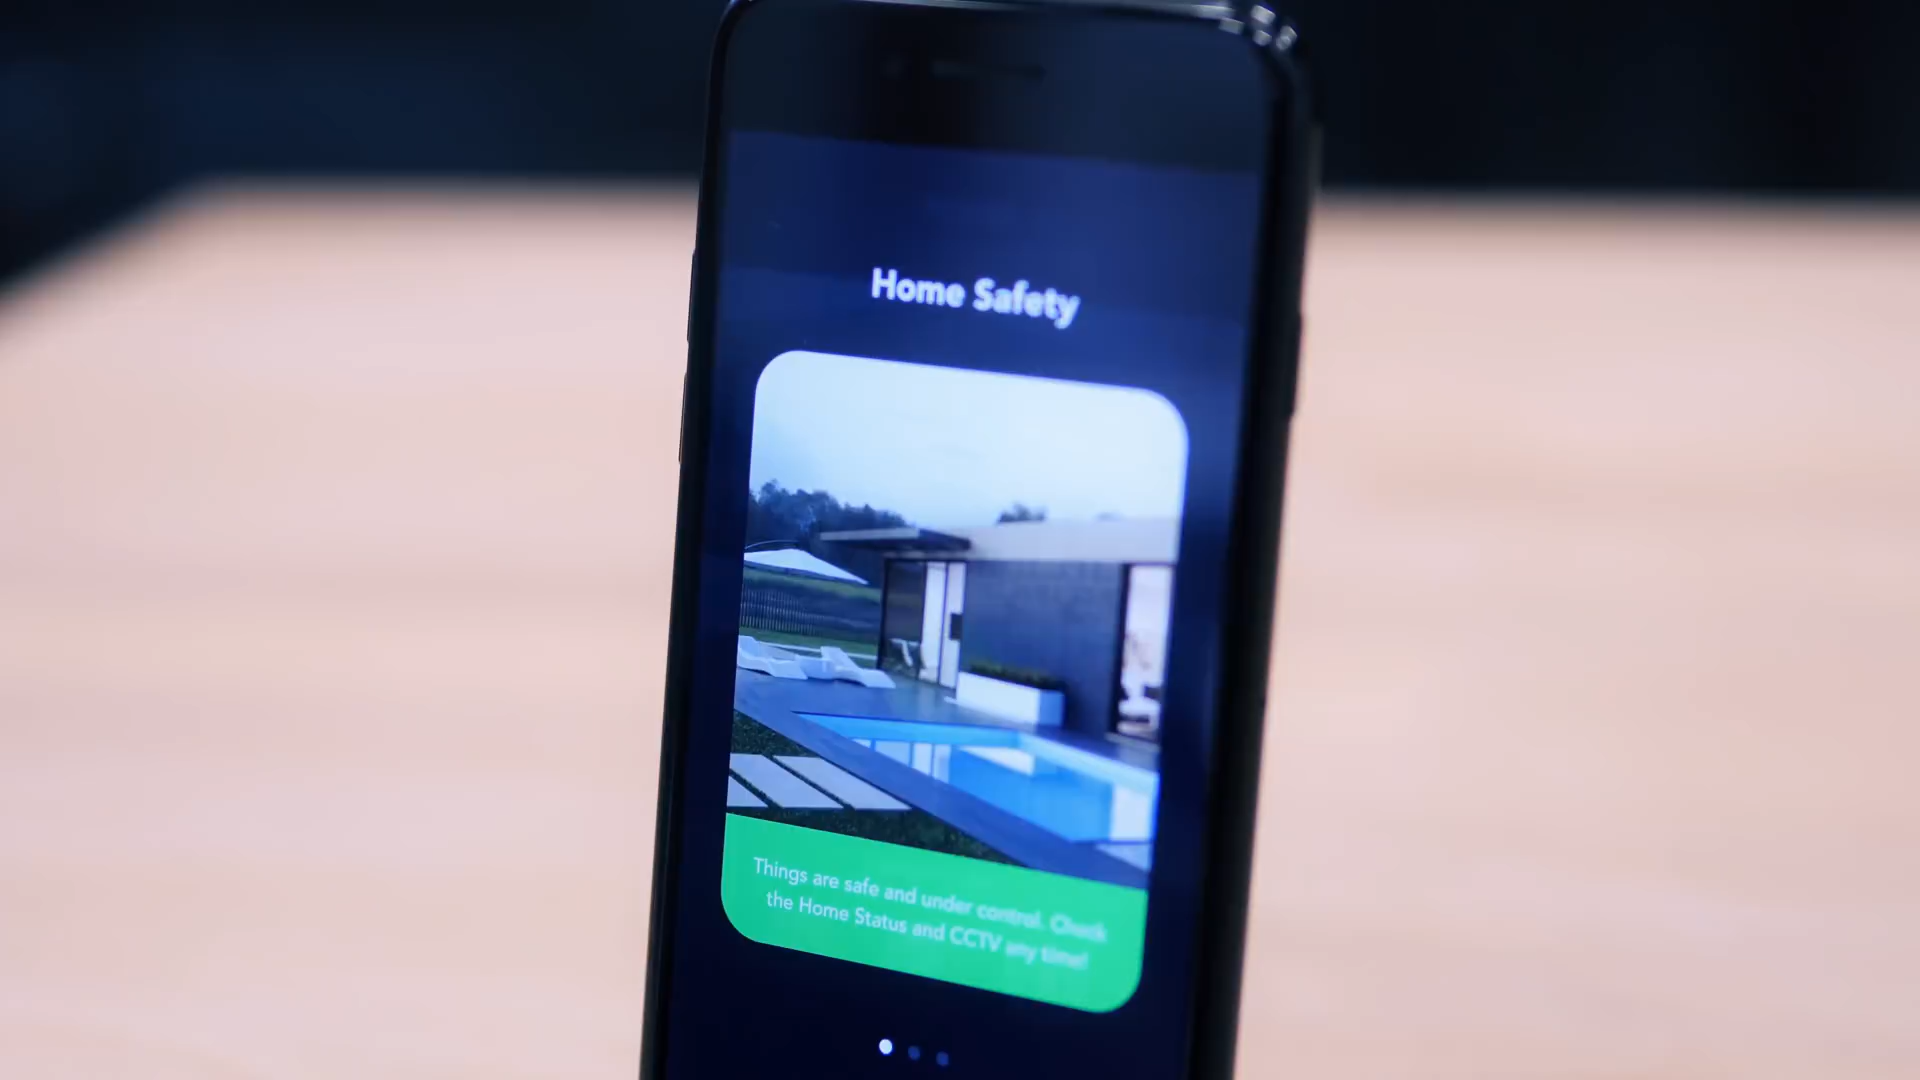 Home Safety
Things are safe and under control. Check
the Home Status and CCTV any time!